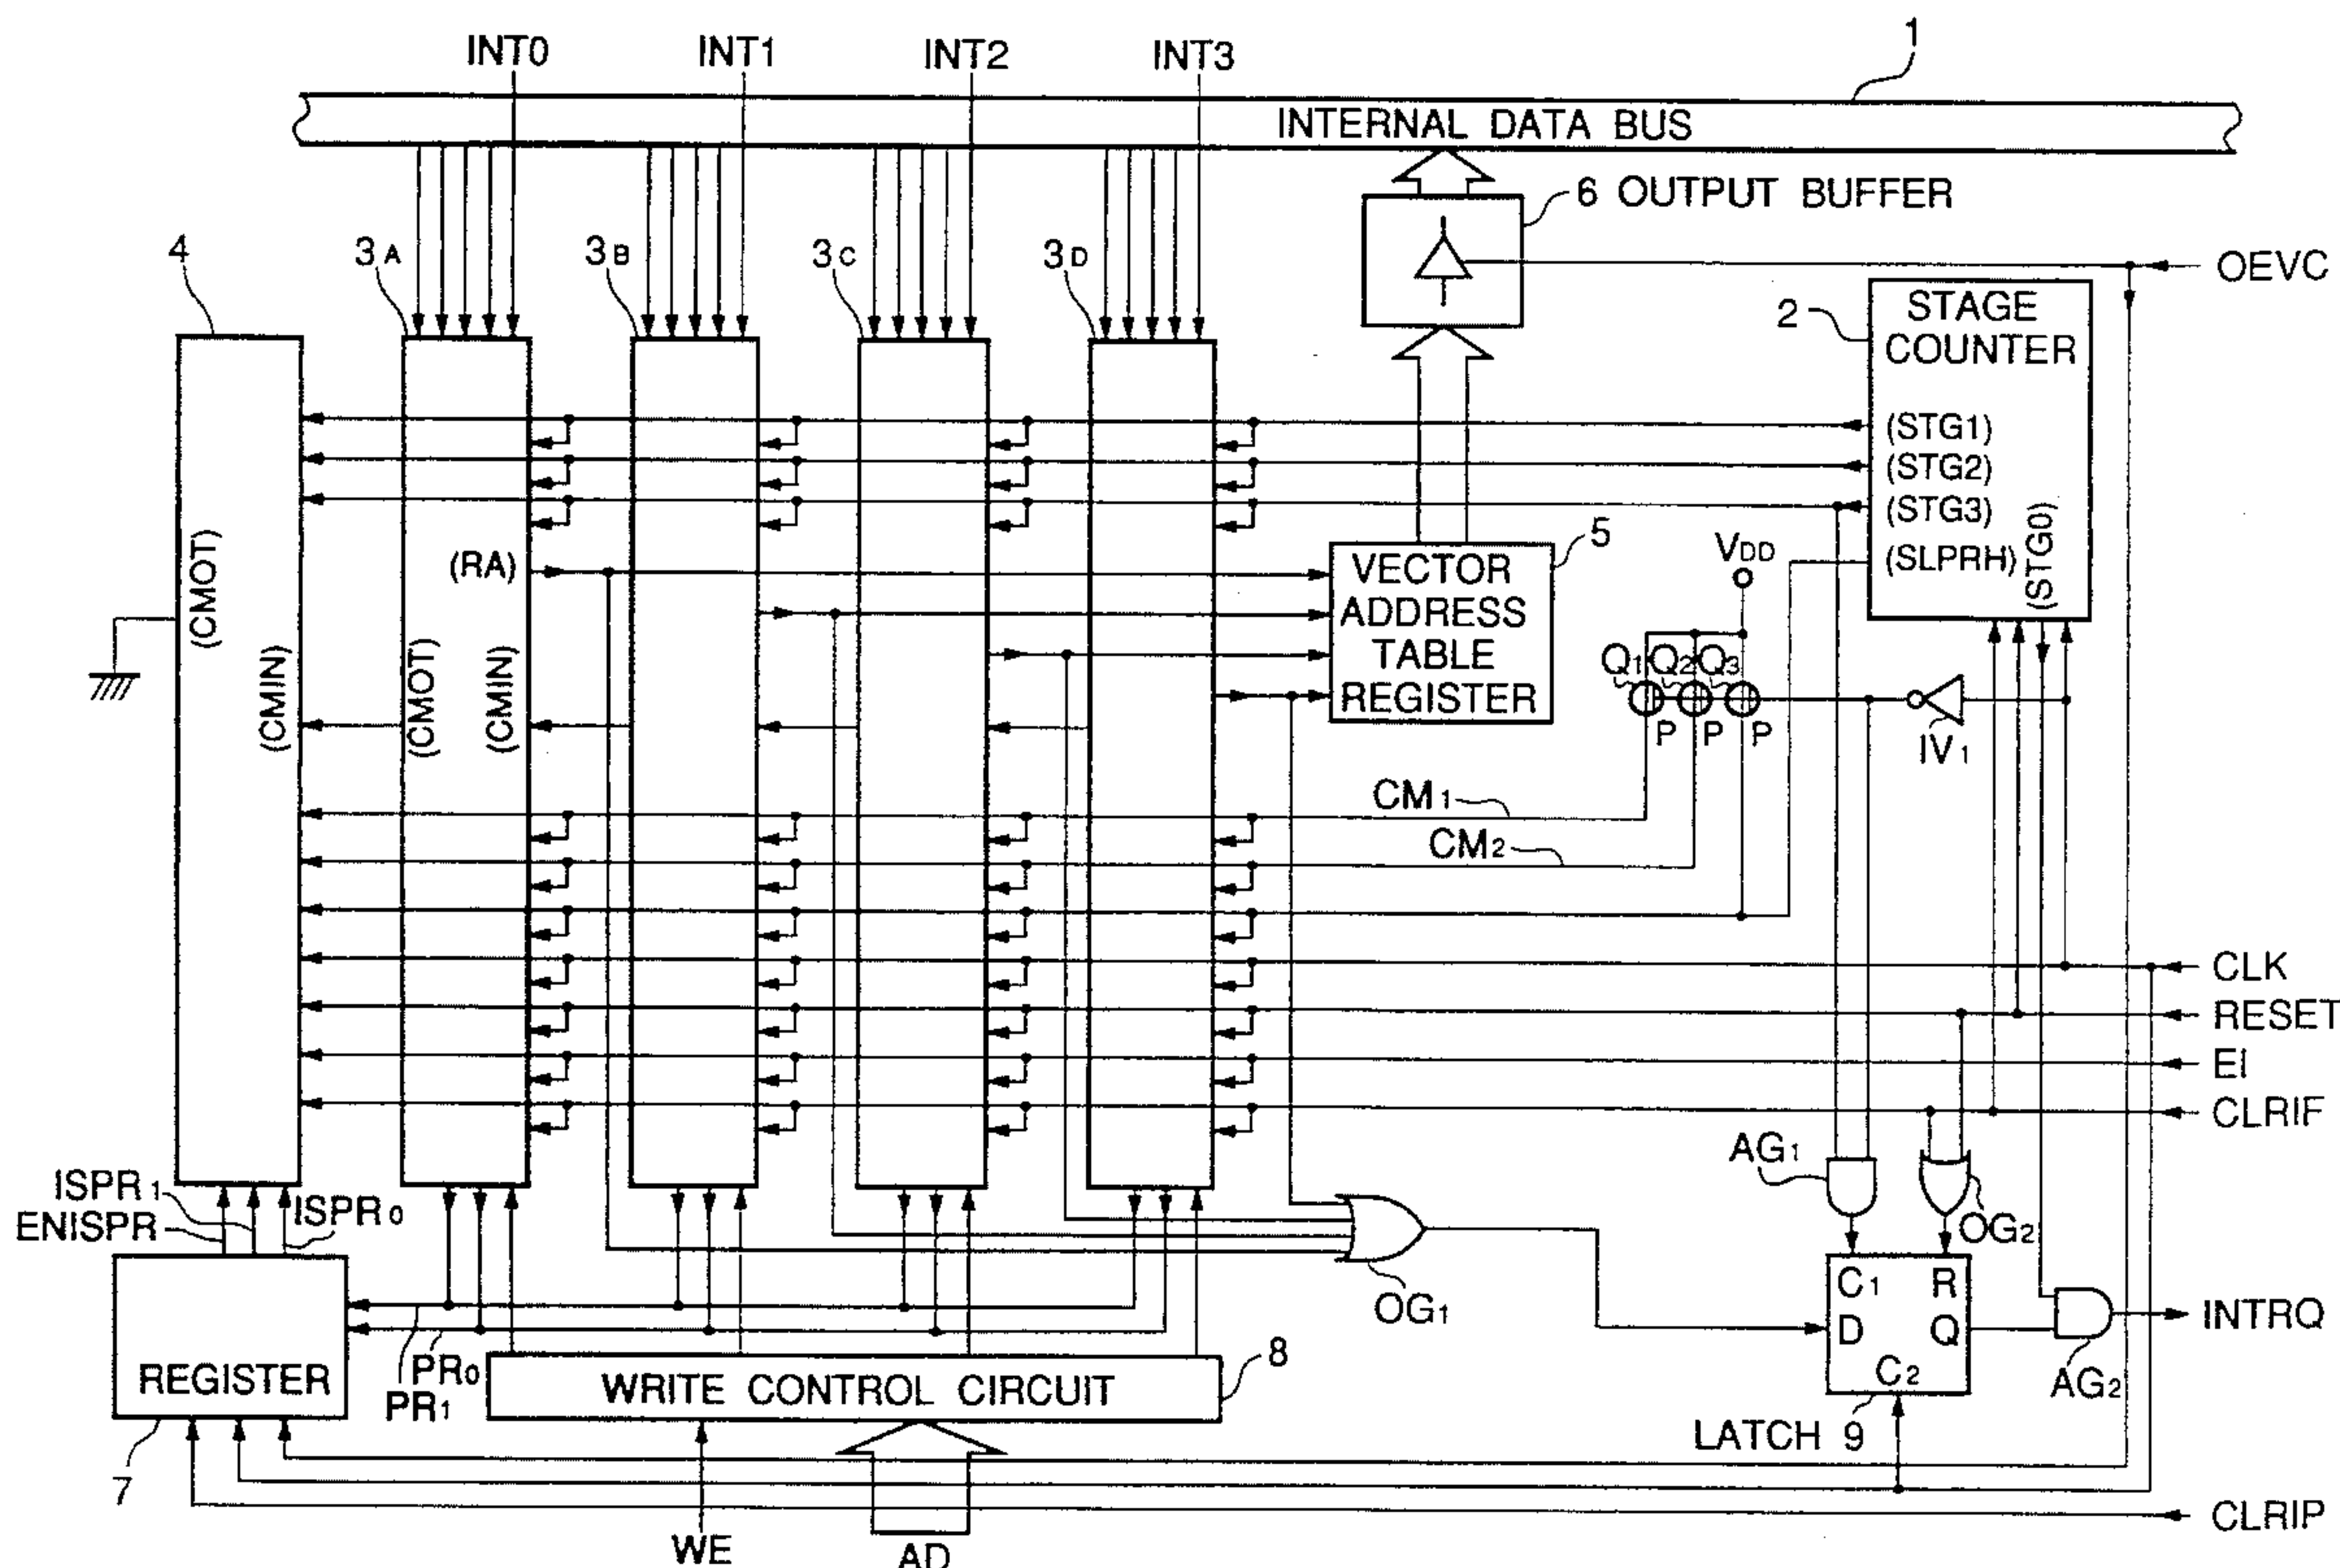 INT0 INT1 INT2 INT3 1
INTERNAL DATA BUS
6 OUTPUT BUFFER
4 3A 3B 3C 3D
OEVC
2
STAGE
COUNTER
(STG1)
(STG2)
(STG3)
(SLPRH)
(STG0)
5
VDD
(RA)
VECTOR
ADDRESS
TABLE
REGISTER
(CMOT)
(CMIN)
(CMOT)
(CMIN)
Q1 Q2 Q3
P P P
IV1
CM1
CM2
CLK
RESET
EI
CLRIF
AG1
OG2
ISPR1
ENISPR
ISPR0
OG1
C1 R
D Q
C2
INTRQ
AG2
REGISTER
PR0
PR1
WRITE CONTROL CIRCUIT
8
LATCH 9
7
CLRIP
WE
AD